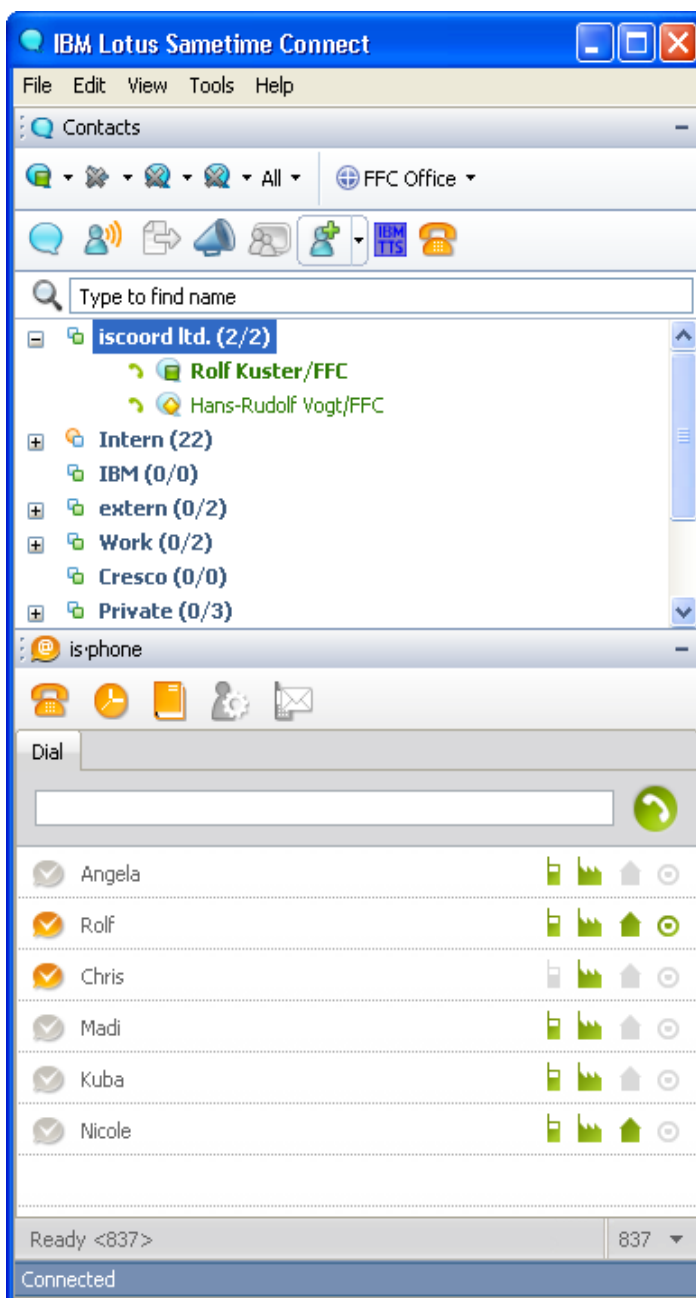 IBM Lotus Sametime Connect
File Edit View Tools Help
Contacts
All FFC Office
IBM TTS
Type to find name
iscoord ltd. (2/2)
Rolf Kuster/FFC
Hans-Rudolf Vogt/FFC
Intern (22)
IBM (0/0)
extern (0/2)
Work (0/2)
Cresco (0/0)
Private (0/3)
is·phone
Dial
Angela
Rolf
Chris
Madi
Kuba
Nicole
Ready <837> 837
Connected